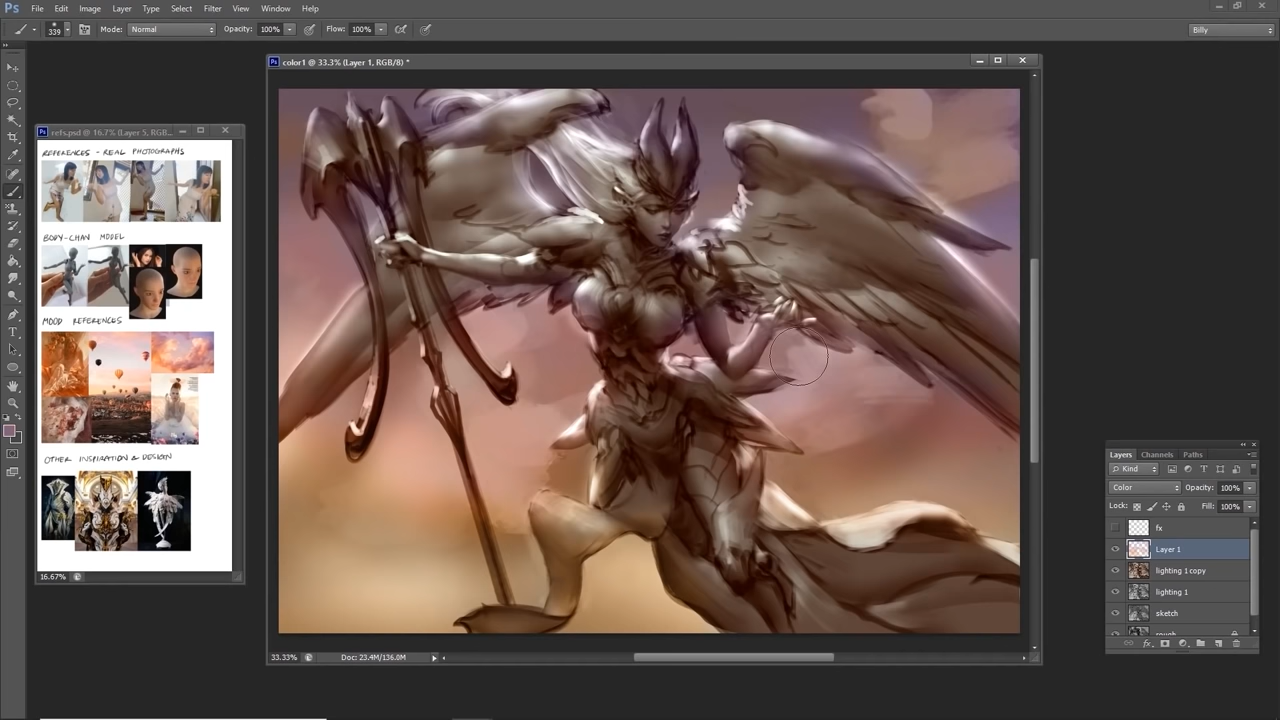 Ps File Edit Image Layer Type Select Filter View Window Help
339 Mode: Normal Opacity: 100% Flow: 100% Billy
color1 @ 33.3% (Layer 1, RGB/8) *
refs.psd @ 16.7% (Layer 5, RGB...
REFERENCES - REAL PHOTOGRAPHS
BODY-CHAN MODEL
MOOD REFERENCES
OTHER INSPIRATION & DESIGN
16.67%
33.33% Doc: 23.4M/136.0M
Layers Channels Paths
Kind
Color Opacity: 100%
Lock: Fill: 100%
fx
Layer 1
lighting 1 copy
lighting 1
sketch
rough